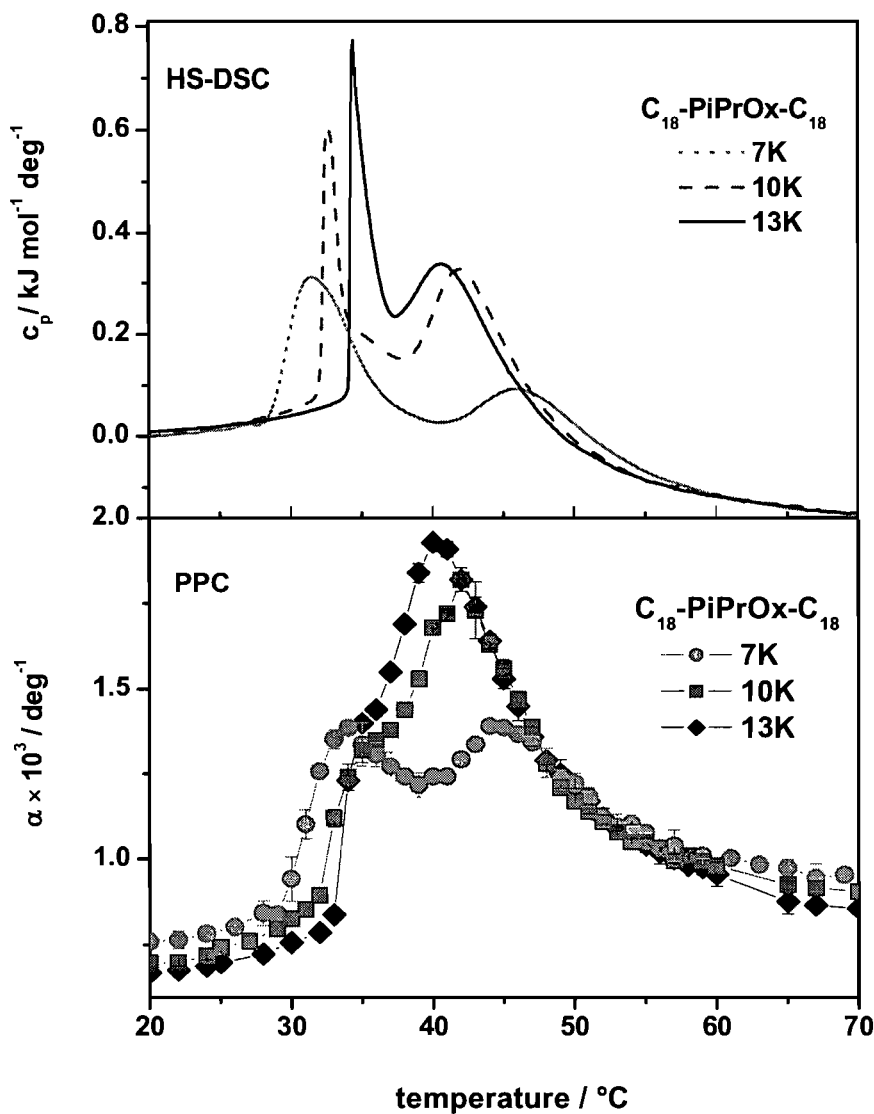 HS-DSC
C₁₈-PiPrOx-C₁₈
7K
10K
13K
0.8
0.6
0.4
0.2
0.0
c_p / kJ mol⁻¹ deg⁻¹
PPC
C₁₈-PiPrOx-C₁₈
7K
10K
13K
2.0
1.5
1.0
α × 10³ / deg⁻¹
20 30 40 50 60 70
temperature / °C